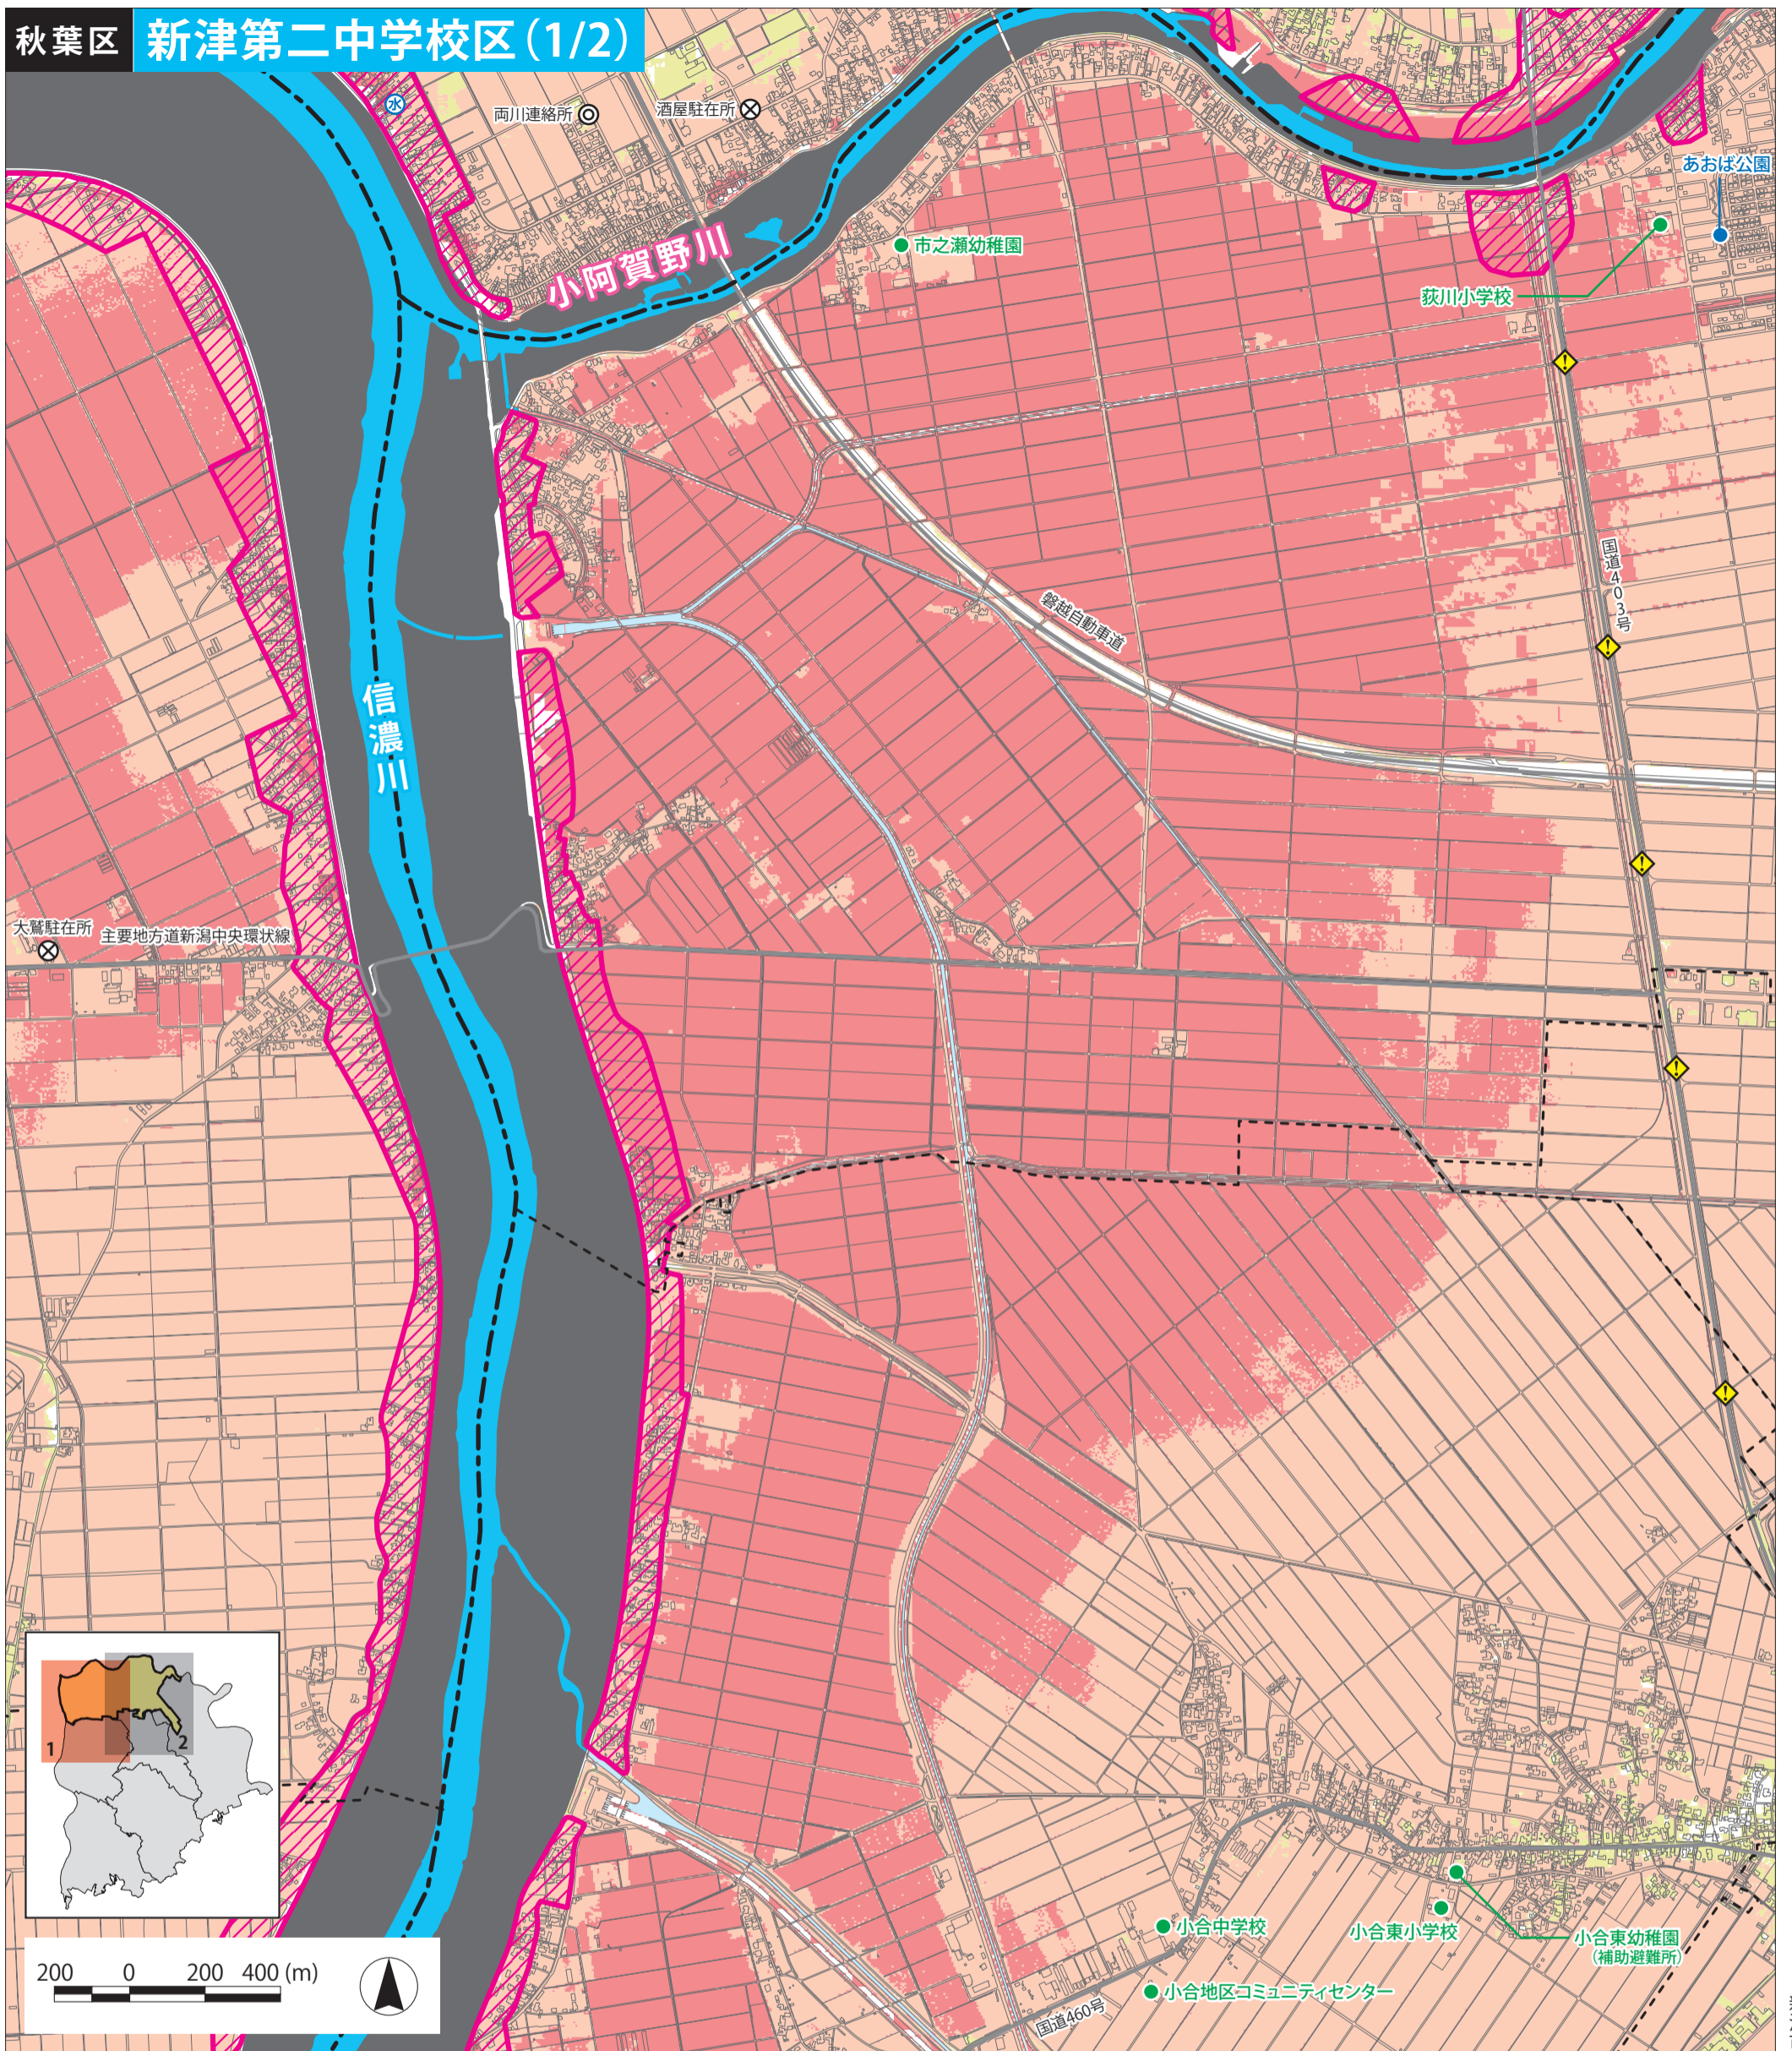 秋葉区 新津第二中学校区(1/2)
水
両川連絡所
酒屋駐在所
あおば公園
小阿賀野川
市之瀬幼稚園
荻川小学校
国道403号
磐越自動車道
信濃川
大鷲駐在所
主要地方道新潟中央環状線
1
2
小合中学校
小合東小学校
小合東幼稚園
(補助避難所)
小合地区コミュニティセンター
国道460号
200 0 200 400 (m)